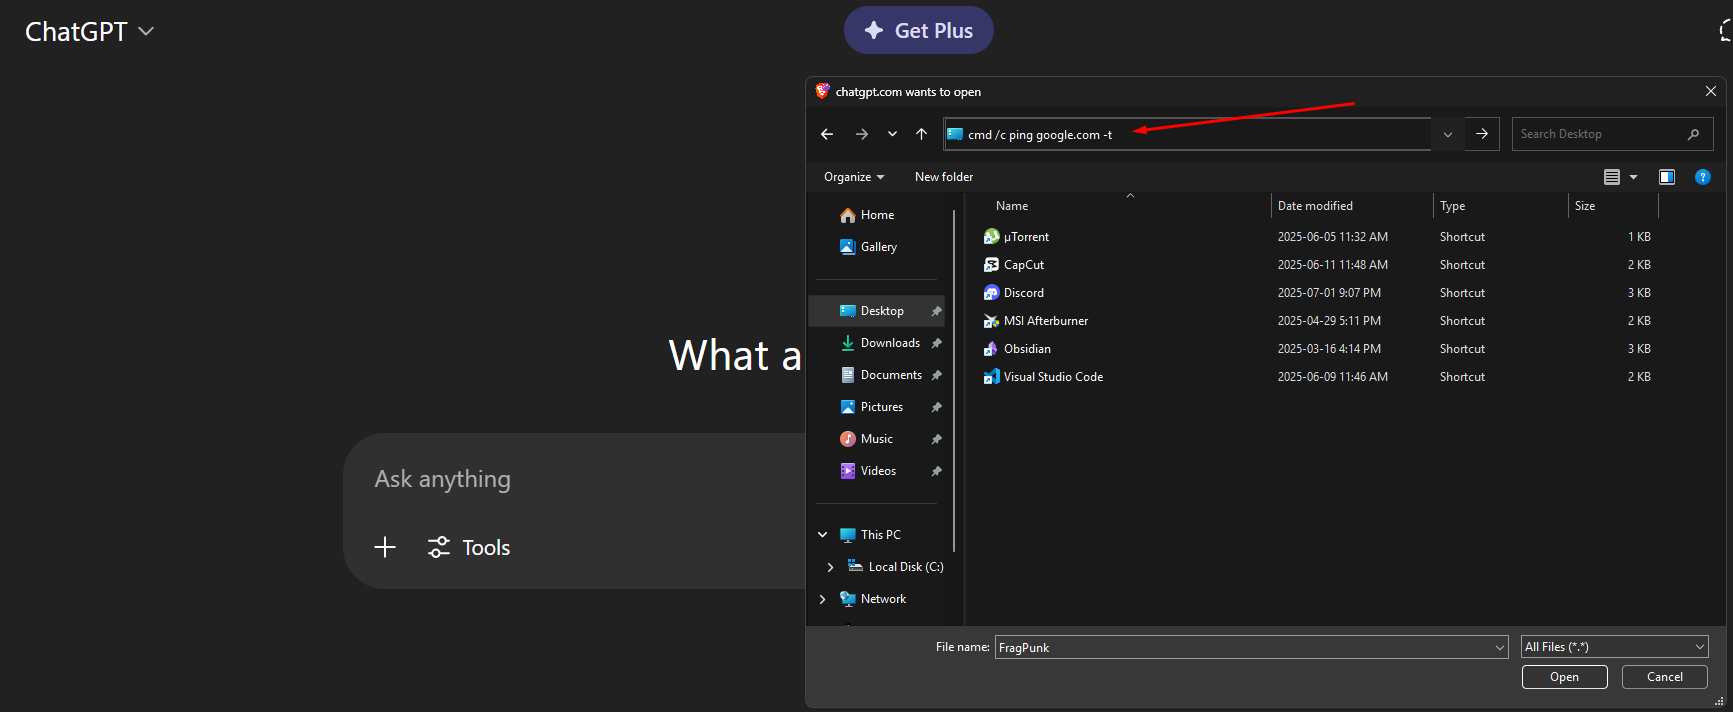 ChatGPT
Get Plus
chatgpt.com wants to open
cmd /c ping google.com -t
Search Desktop
Organize
New folder
Name Date modified Type Size
Home
Gallery
Desktop
Downloads
Documents
Pictures
Music
Videos
This PC
Local Disk (C:)
Network
µTorrent 2025-06-05 11:32 AM Shortcut 1 KB
CapCut 2025-06-11 11:48 AM Shortcut 2 KB
Discord 2025-07-01 9:07 PM Shortcut 3 KB
MSI Afterburner 2025-04-29 5:11 PM Shortcut 2 KB
Obsidian 2025-03-16 4:14 PM Shortcut 3 KB
Visual Studio Code 2025-06-09 11:46 AM Shortcut 2 KB
What a
Ask anything
Tools
File name: FragPunk All Files (*.*)
Open Cancel